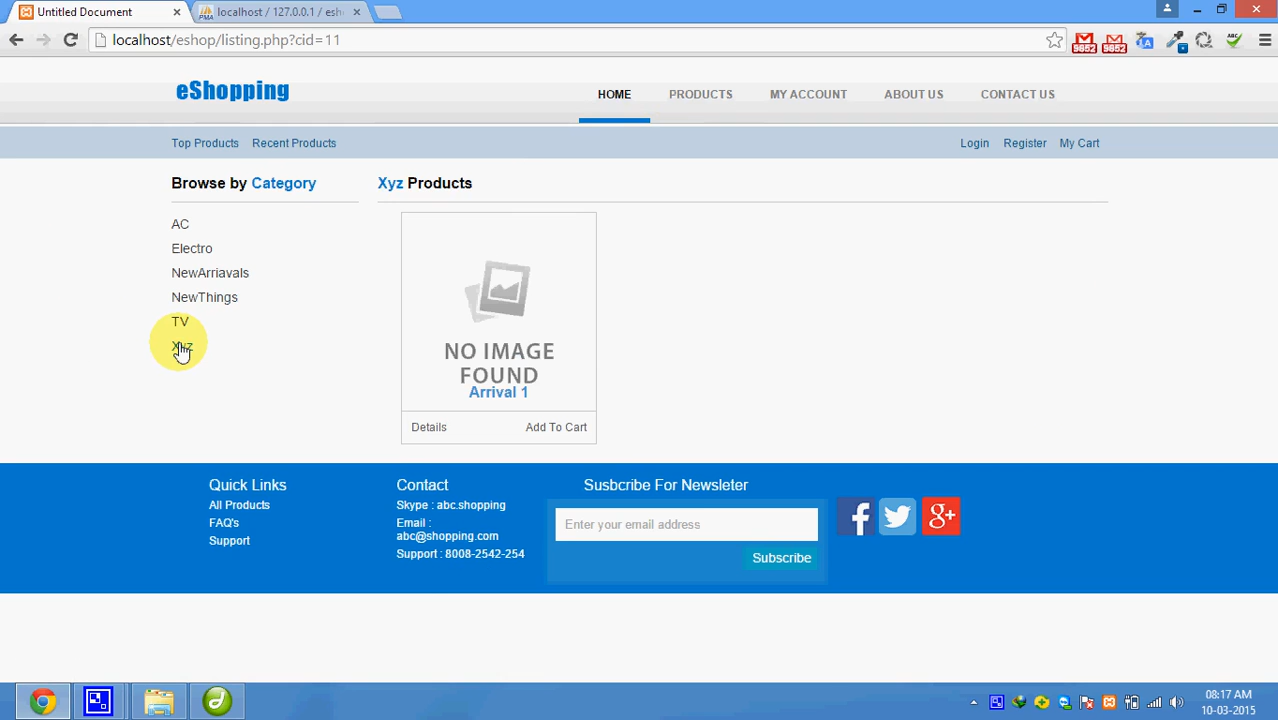 Untitled Document
localhost / 127.0.0.1 / esh
localhost/eshop/listing.php?cid=11
9852
9852
ABC
eShopping
HOME PRODUCTS MY ACCOUNT ABOUT US CONTACT US
Top Products Recent Products
Login Register My Cart
Browse by Category
AC
Electro
NewArriavals
NewThings
TV
Xyz
Xyz Products
NO IMAGE
FOUND
Arrival 1
Details Add To Cart
Quick Links
All Products
FAQ's
Support
Contact
Skype : abc.shopping
Email :
abc@shopping.com
Support : 8008-2542-254
Susbcribe For Newsleter
Enter your email address
Subscribe
08:17 AM
10-03-2015